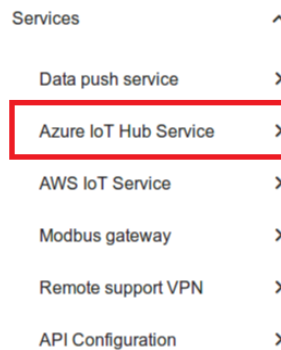 Services
Data push service
Azure IoT Hub Service
AWS IoT Service
Modbus gateway
Remote support VPN
API Configuration